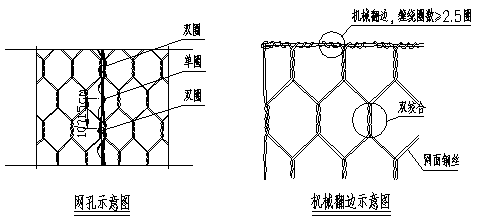 双圈
单圈
双圈
10?15cm
网孔示意图
机械翻边，缠绕圈数≥2.5圈
双绞合
网面钢丝
机械翻边示意图